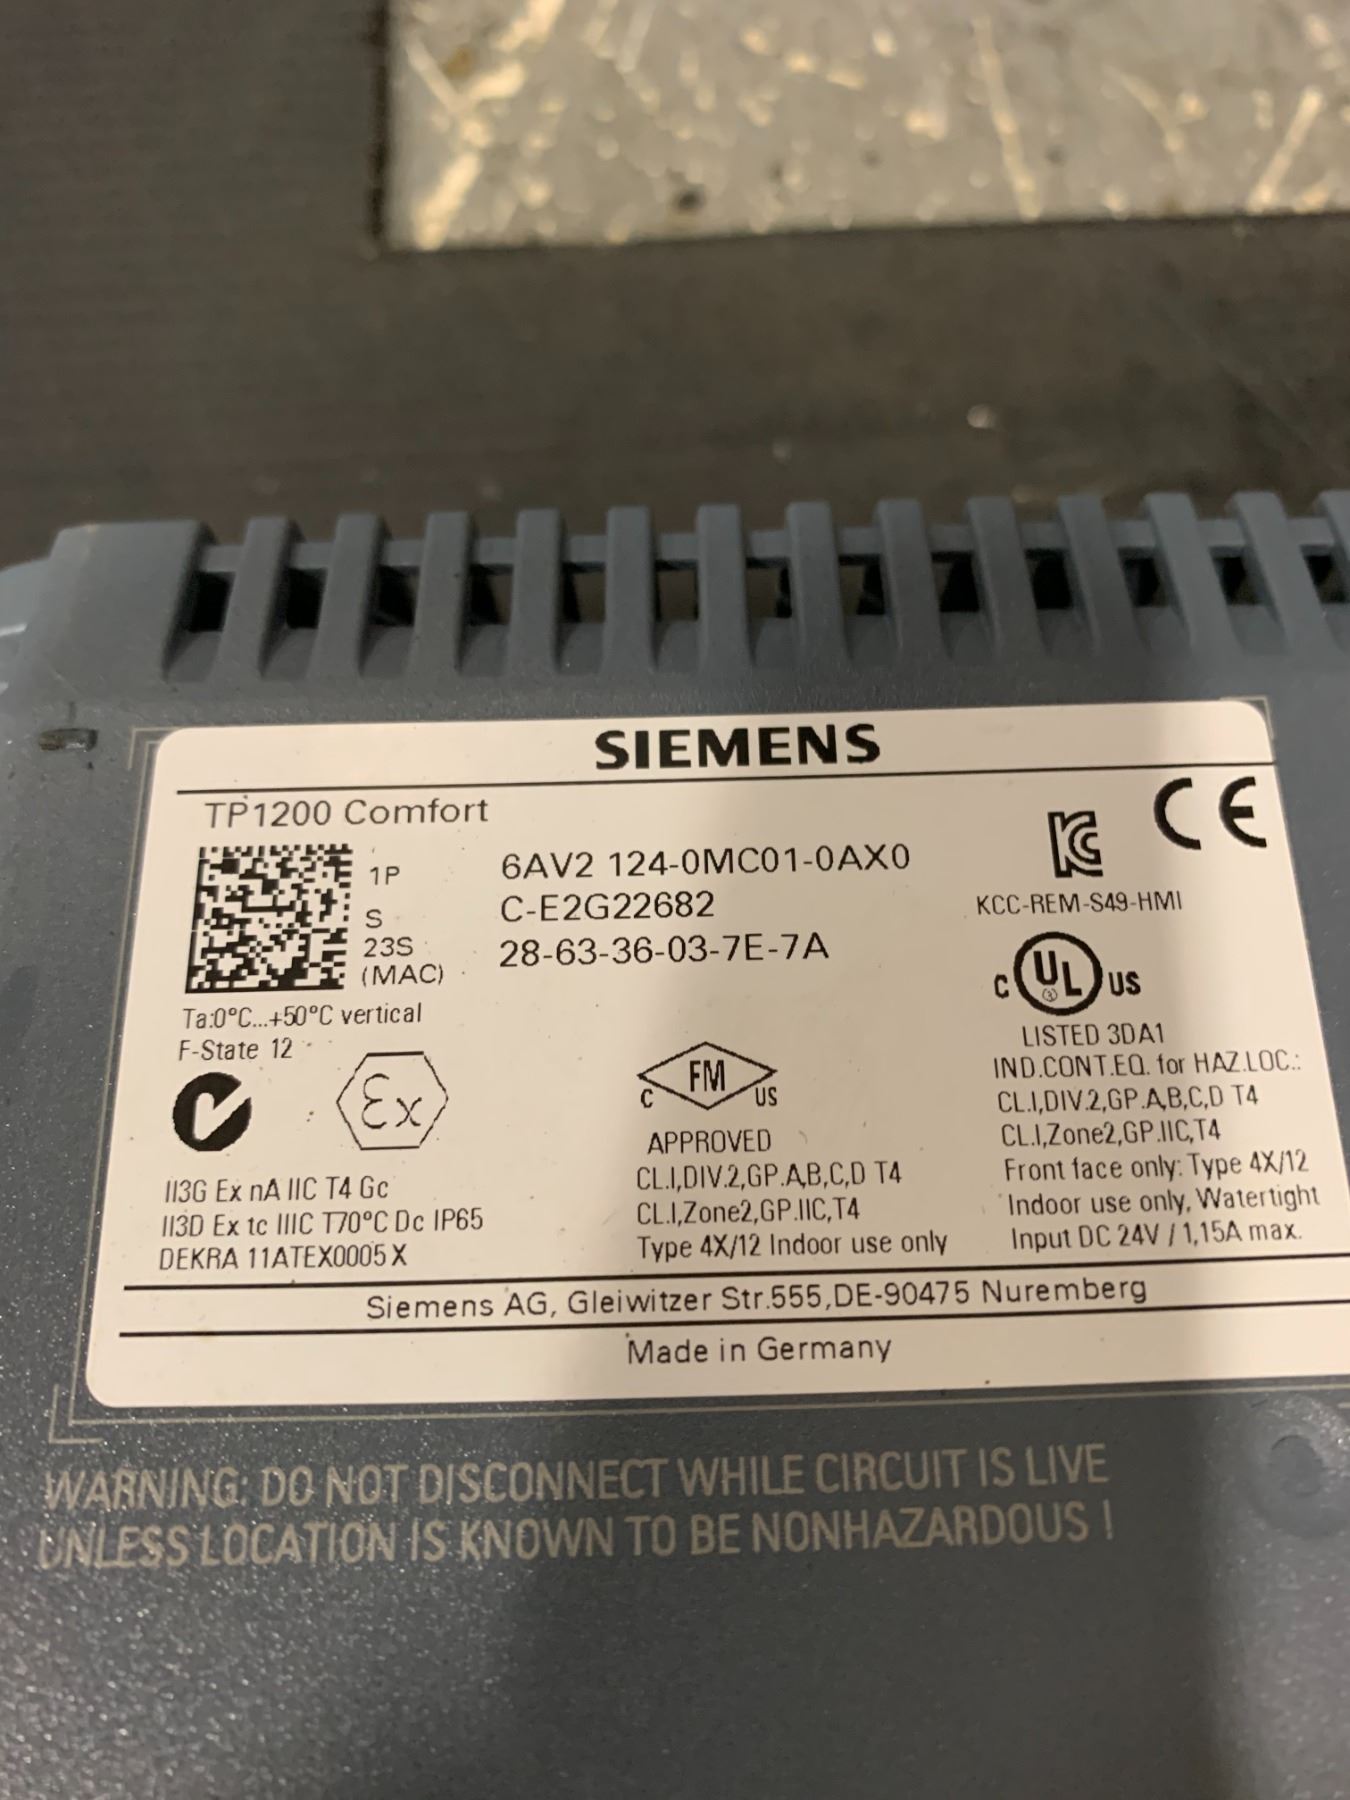 SIEMENS
TP1200 Comfort
1P 6AV2 124-0MC01-0AX0
S C-E2G22682
23S (MAC) 28-63-36-03-7E-7A
Ta:0°C...+50°C vertical
F-State 12
Ex
II3G Ex nA IIC T4 Gc
II3D Ex tc IIIC T70°C Dc IP65
DEKRA 11ATEX0005 X
C FM US
APPROVED
CL.I,DIV.2,GP.A,B,C,D T4
CL.I,Zone2,GP.IIC,T4
Type 4X/12 Indoor use only
CE
KCC-REM-S49-HMI
C UL US
LISTED 3DA1
IND.CONT.EQ. for HAZ.LOC.:
CL.I,DIV.2,GP.A,B,C,D T4
CL.I,Zone2,GP.IIC,T4
Front face only: Type 4X/12
Indoor use only, Watertight
Input DC 24V / 1,15A max.
Siemens AG, Gleiwitzer Str.555,DE-90475 Nuremberg
Made in Germany
WARNING: DO NOT DISCONNECT WHILE CIRCUIT IS LIVE
UNLESS LOCATION IS KNOWN TO BE NONHAZARDOUS !